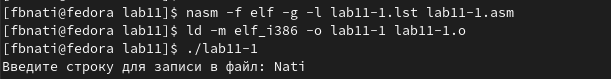 [fbnati@fedora lab11]$ nasm -f elf -g -l lab11-1.lst lab11-1.asm
[fbnati@fedora lab11]$ ld -m elf_i386 -o lab11-1 lab11-1.o
[fbnati@fedora lab11]$ ./lab11-1
Введите строку для записи в файл: Nati